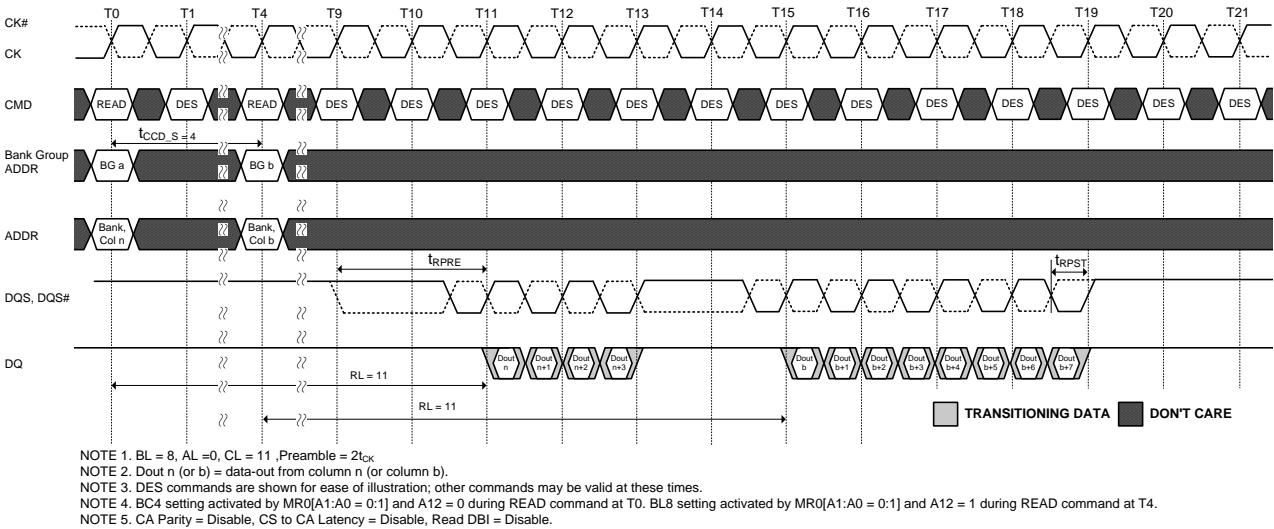 T0 T1 T4 T9 T10 T11 T12 T13 T14 T15 T16 T17 T18 T19 T20 T21
CK#
CK
CMD READ DES READ DES DES DES DES DES DES DES DES DES DES DES DES DES
tCCD_S = 4
Bank Group
ADDR
BG a BG b
ADDR
Bank,
Col n
Bank,
Col b
tRPRE tRPST
DQS, DQS#
DQ
Dout
n
Dout
n+1
Dout
n+2
Dout
n+3
Dout
b
Dout
b+1
Dout
b+2
Dout
b+3
Dout
b+4
Dout
b+5
Dout
b+6
Dout
b+7
RL = 11
RL = 11
TRANSITIONING DATA DON'T CARE
NOTE 1. BL = 8, AL =0, CL = 11 ,Preamble = 2tCK
NOTE 2. Dout n (or b) = data-out from column n (or column b).
NOTE 3. DES commands are shown for ease of illustration; other commands may be valid at these times.
NOTE 4. BC4 setting activated by MR0[A1:A0 = 0:1] and A12 = 0 during READ command at T0. BL8 setting activated by MR0[A1:A0 = 0:1] and A12 = 1 during READ command at T4.
NOTE 5. CA Parity = Disable, CS to CA Latency = Disable, Read DBI = Disable.